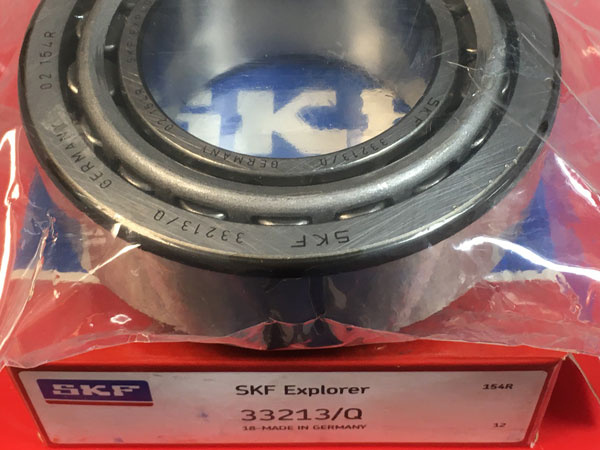 SKF
33213/Q
GERMANY
02 154R
SKF
33213/Q
GERMANY
SKF
SKF
SKF Explorer
154R
33213/Q
18-MADE IN GERMANY
12